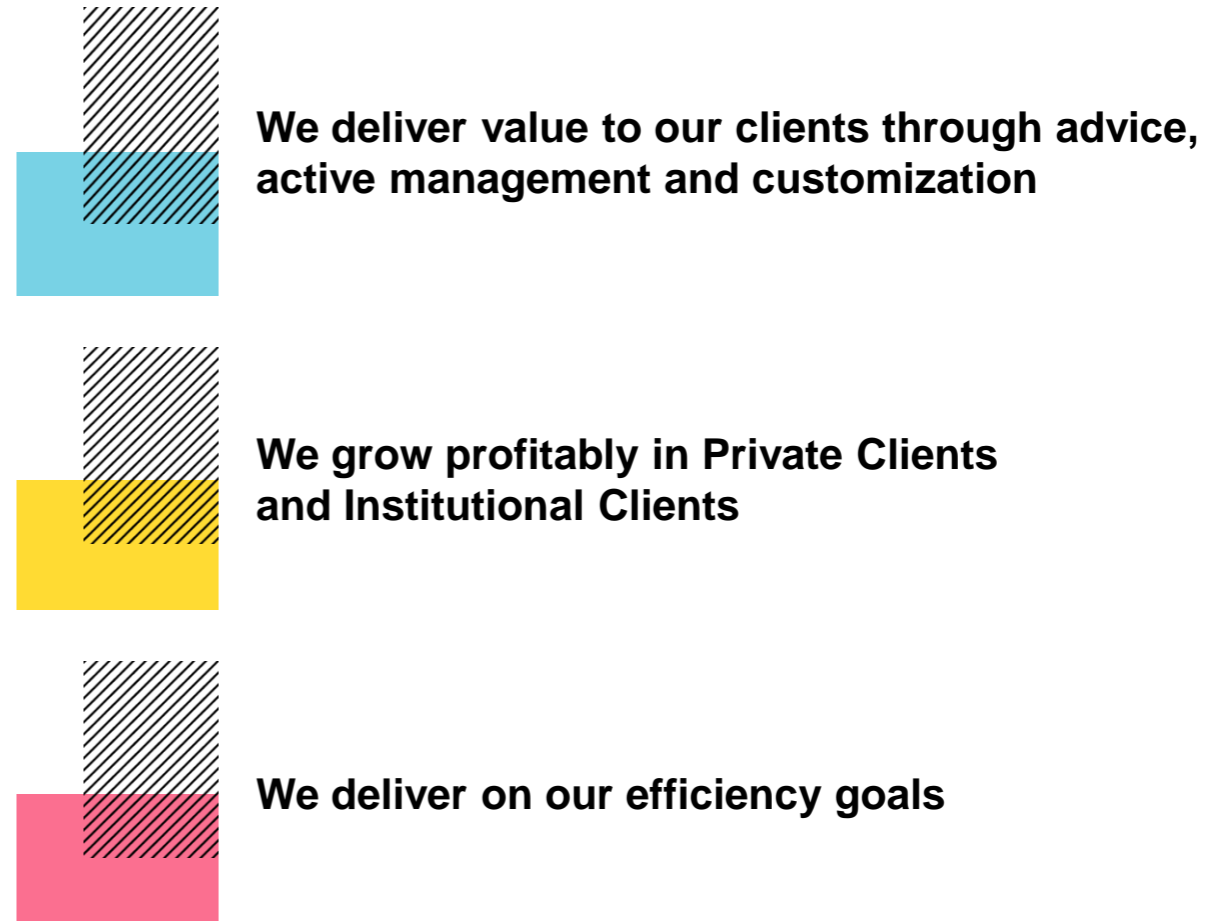 We deliver value to our clients through advice,
active management and customization
We grow profitably in Private Clients
and Institutional Clients
We deliver on our efficiency goals